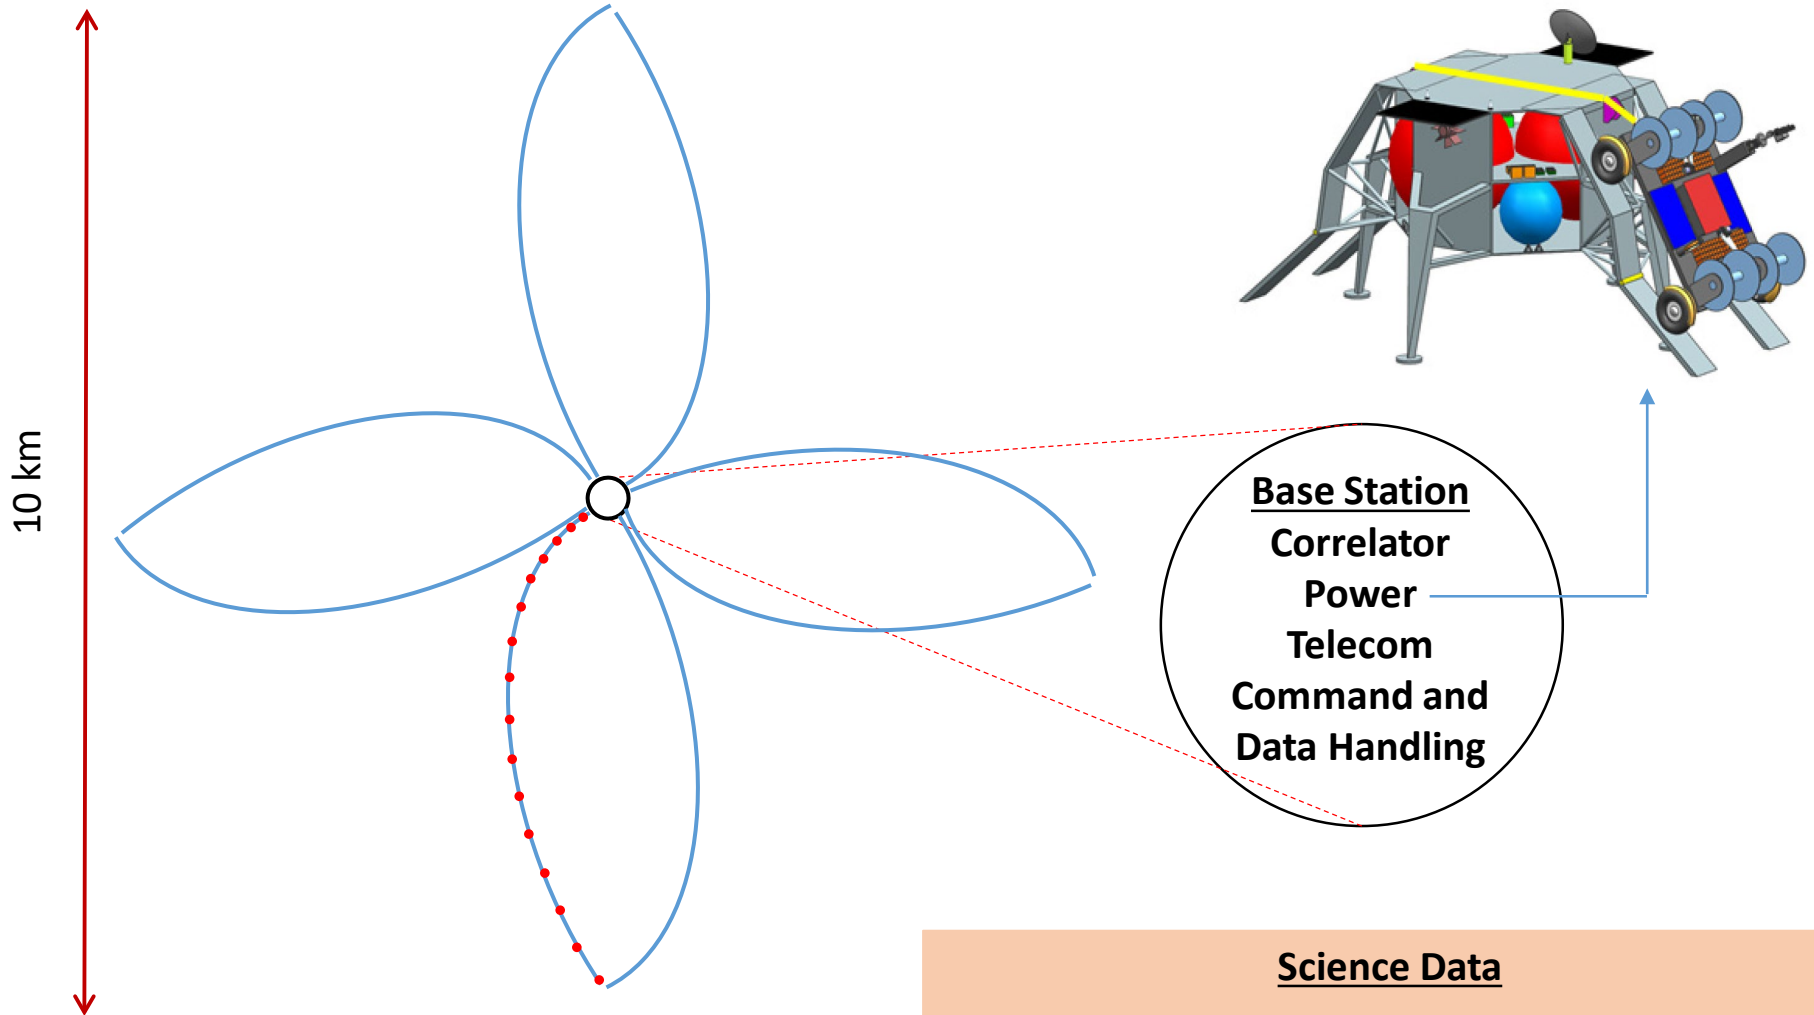 10 km
Base Station
Correlator
Power
Telecom
Command and
Data Handling
Science Data